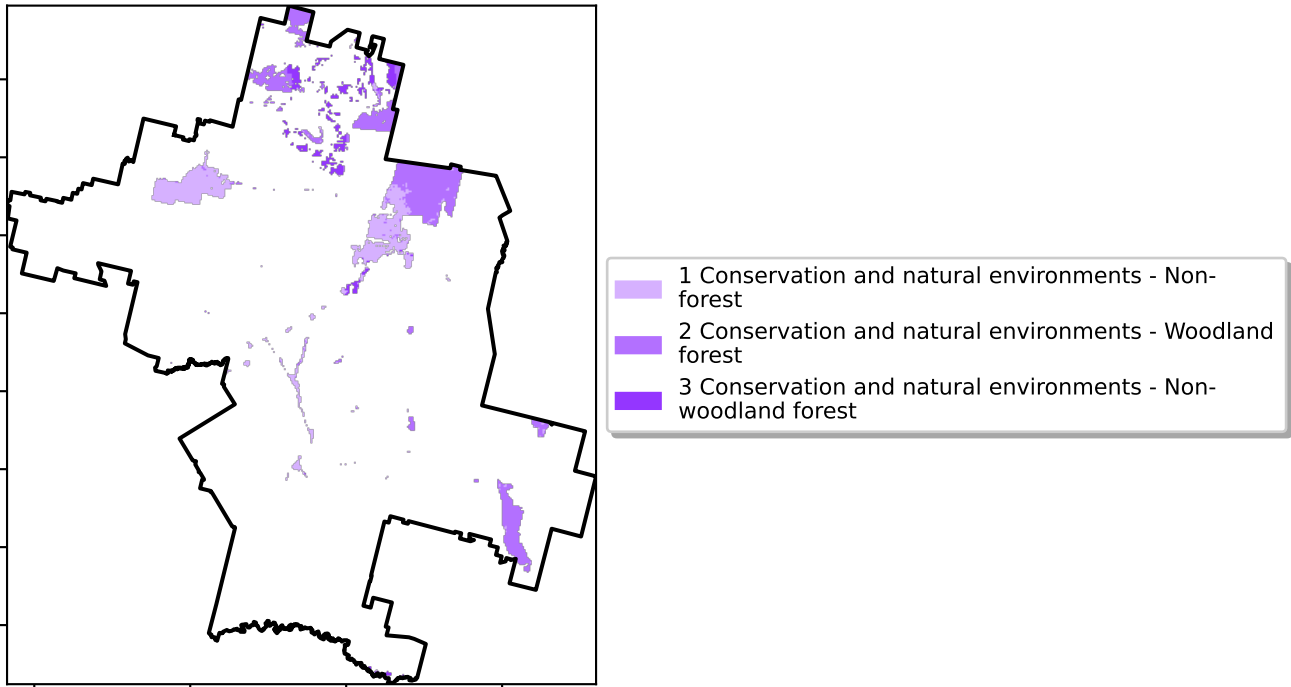 1 Conservation and natural environments - Non-
forest
2 Conservation and natural environments - Woodland
forest
3 Conservation and natural environments - Non-
woodland forest